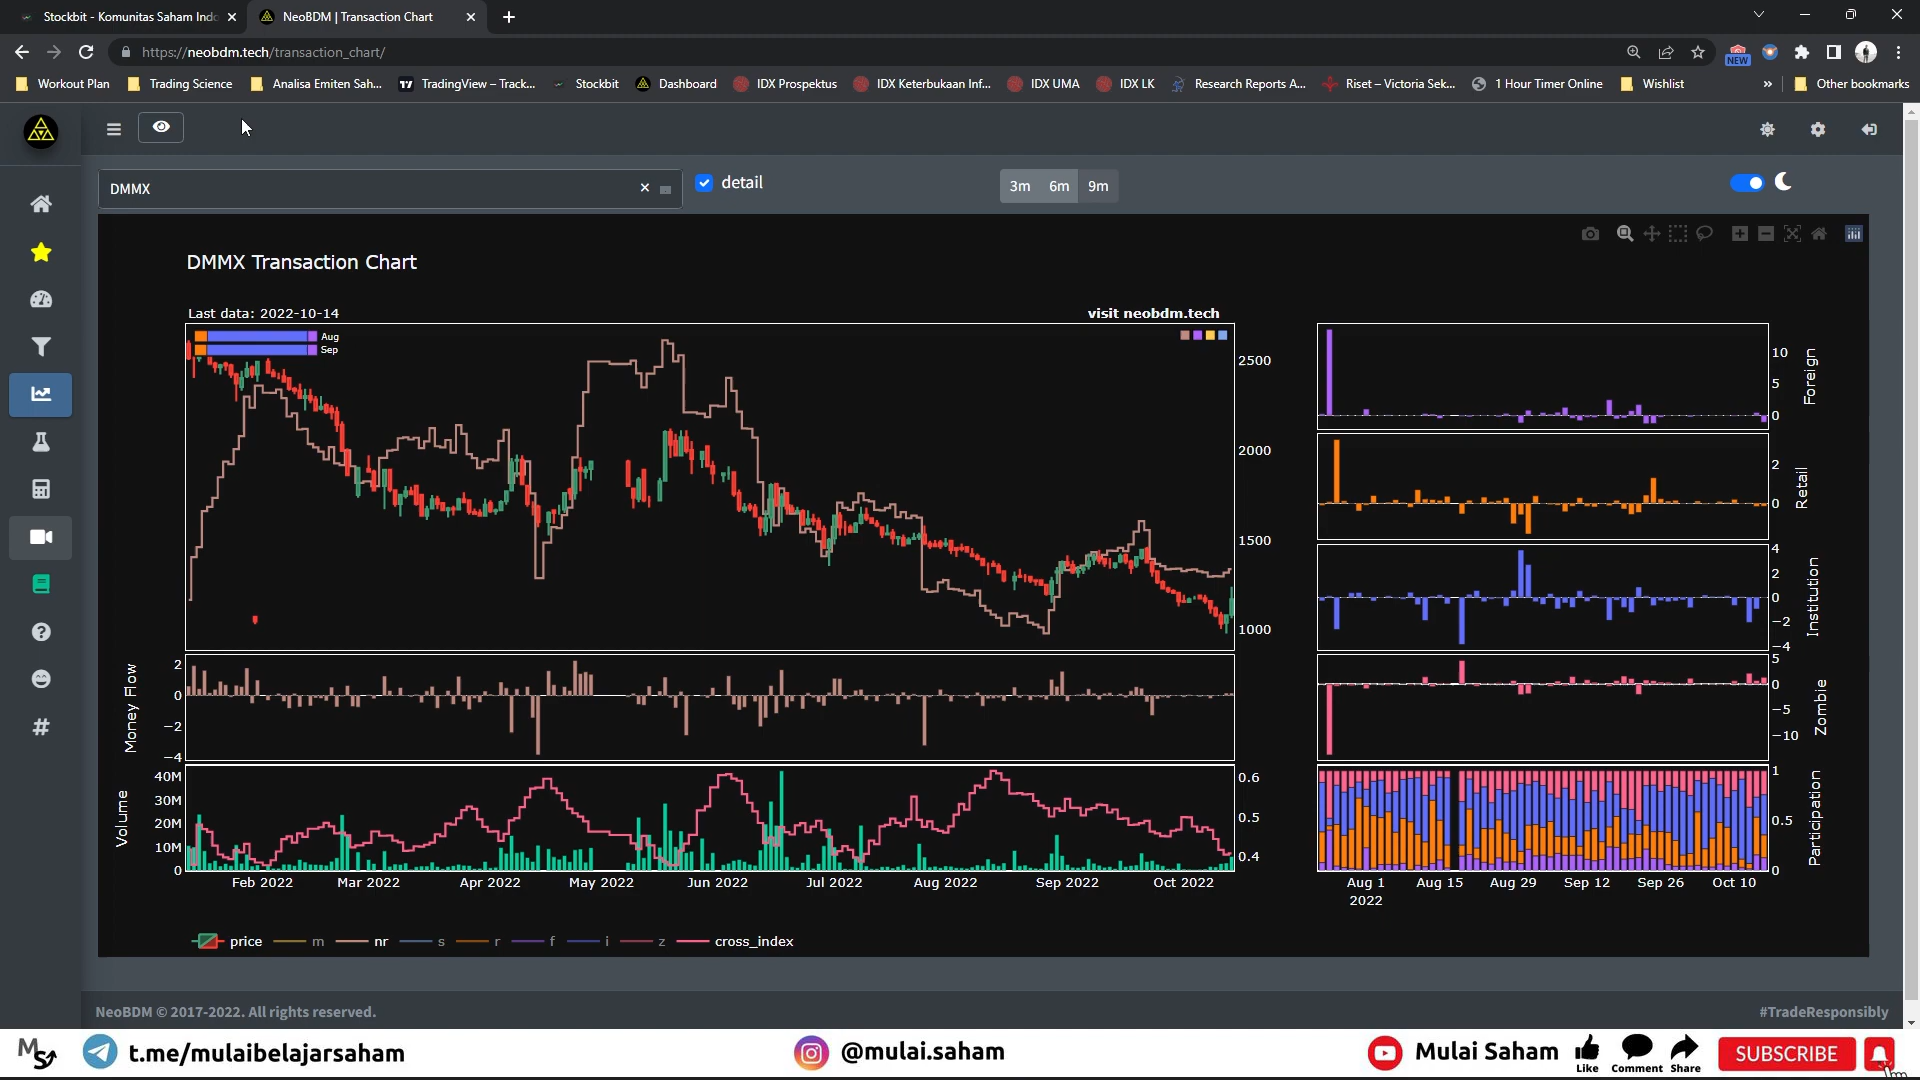 Stockbit - Komunitas Saham Indo
NeoBDM | Transaction Chart
https://neobdm.tech/transaction_chart/
NEW
Workout Plan
Trading Science
Analisa Emiten Sah...
TradingView – Track...
Stockbit
Dashboard
IDX Prospektus
IDX Keterbukaan Inf...
IDX UMA
IDX LK
Research Reports A...
Riset – Victoria Sek...
1 Hour Timer Online
Wishlist
»
Other bookmarks
DMMX
detail
3m 6m 9m
DMMX Transaction Chart
Last data: 2022-10-14
visit neobdm.tech
Aug
Sep
2500
2000
1500
1000
Money Flow
2
0
−2
−4
Volume
40M
30M
20M
10M
0
0.6
0.5
0.4
Feb 2022 Mar 2022 Apr 2022 May 2022 Jun 2022 Jul 2022 Aug 2022 Sep 2022 Oct 2022
10
5
0
Foreign
2
0
Retail
4
2
0
−2
−4
Institution
5
0
−5
−10
Zombie
1
0.5
0
Participation
Aug 1 Aug 15 Aug 29 Sep 12 Sep 26 Oct 10
2022
price m nr s r f i z cross_index
NeoBDM © 2017-2022. All rights reserved.
#TradeResponsibly
MS
t.me/mulaibelajarsaham
@mulai.saham
Mulai Saham
Like
Comment
Share
SUBSCRIBE